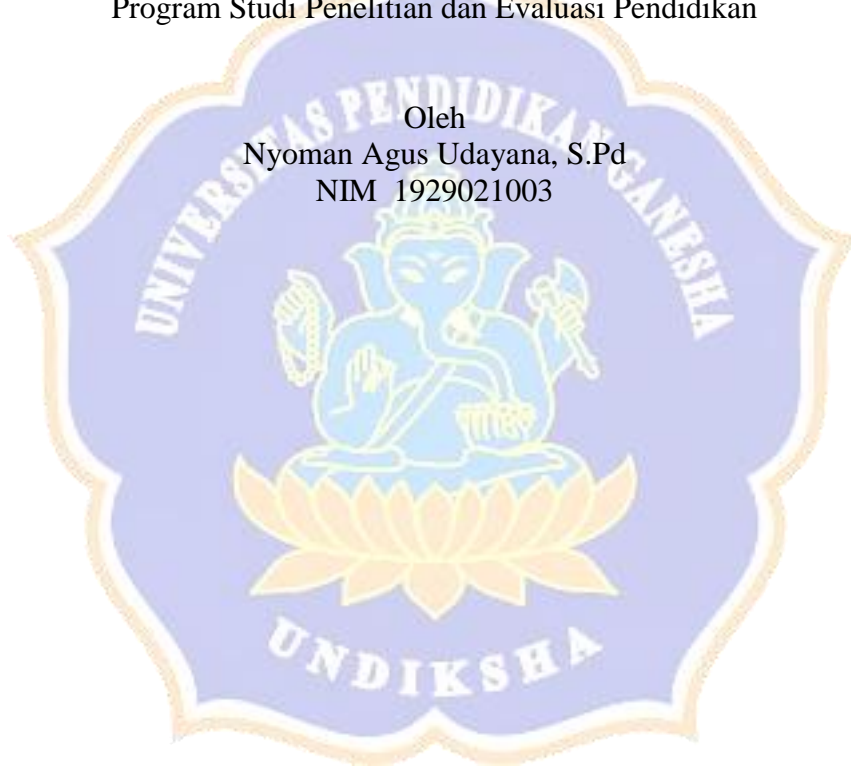 Program Studi Penelitian dan Evaluasi Pendidikan
Oleh
Nyoman Agus Udayana, S.Pd
NIM 1929021003
UNIVERSITAS PENDIDIKAN GANESHA
UNDIKSHA